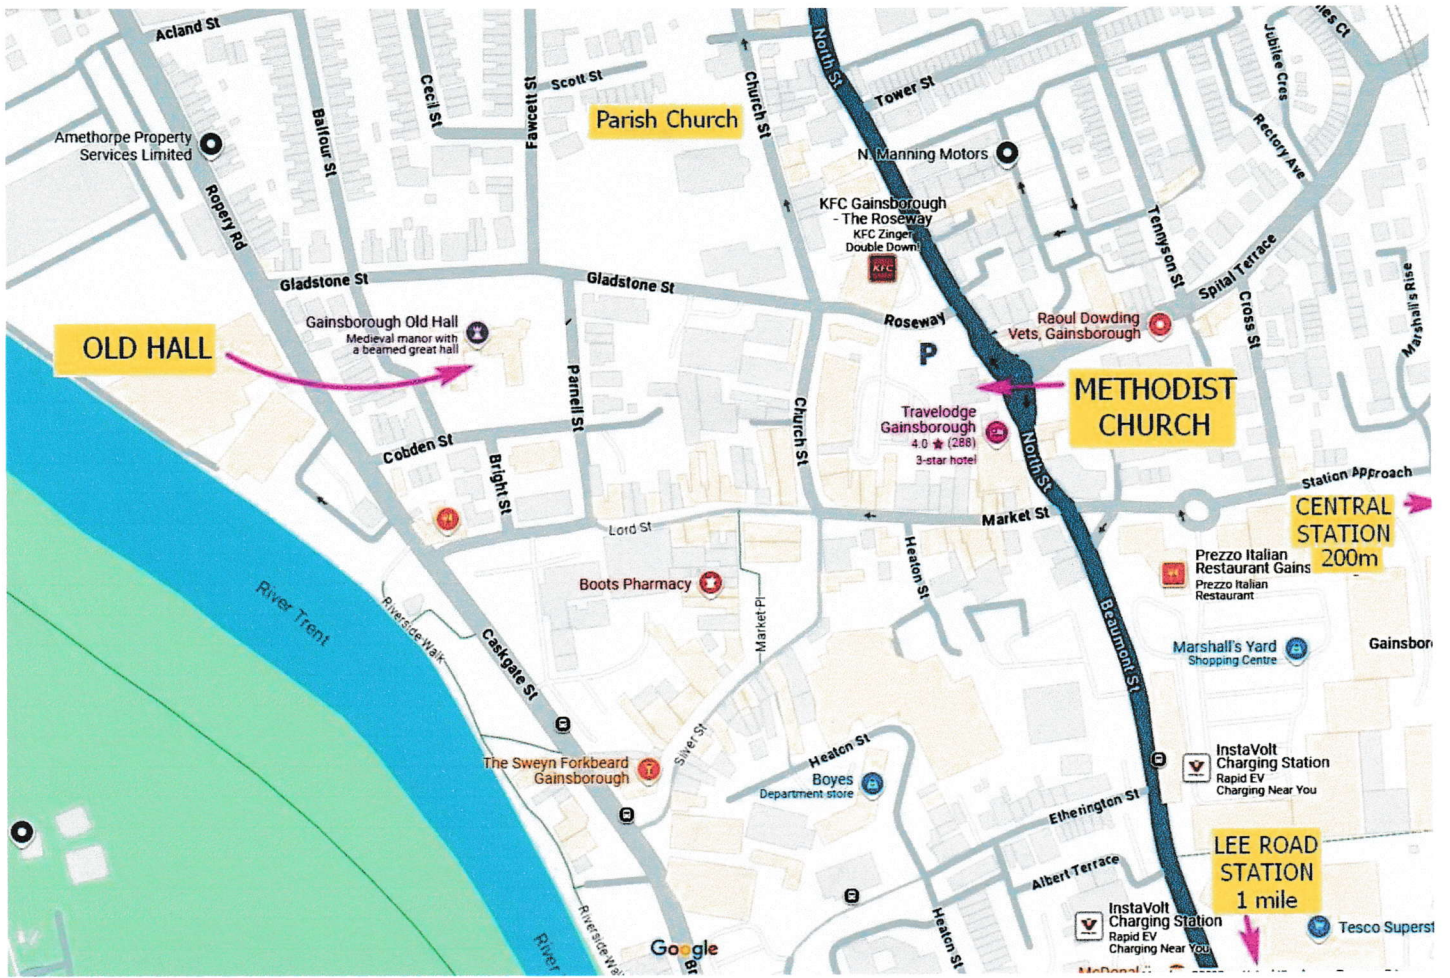 Acland St
Cecil St
Scott St
Fawcett St
Balfour St
Church St
North St
Tower St
Jubilee Cres
Rectory Ave
Parish Church
Amethorpe Property
Services Limited
N. Manning Motors
Ropery Rd
KFC Gainsborough
- The Roseway
KFC Zinger
Double Down!
KFC
Tennyson St
Spital Terrace
Cross St
Marshall's Rise
Gladstone St
Gladstone St
Roseway
Raoul Dowding
Vets, Gainsborough
OLD HALL
Gainsborough Old Hall
Medieval manor with
a beamed great hall
P
METHODIST
CHURCH
Parnell St
Church St
Travelodge
Gainsborough
4.0 ★ (288)
3-star hotel
North St
Cobden St
Bright St
Station Approach
CENTRAL
STATION
200m
Lord St
Market St
Heaton St
Prezzo Italian
Restaurant Gains
Prezzo Italian
Restaurant
Boots Pharmacy
Market Pl
River Trent
Riverside Walk
Caskgate St
Beaumont St
Marshall's Yard
Shopping Centre
Gainsbor
Silver St
The Sweyn Forkbeard
Gainsborough
Heaton St
Boyes
Department store
InstaVolt
Charging Station
Rapid EV
Charging Near You
Etherington St
Albert Terrace
LEE ROAD
STATION
1 mile
InstaVolt
Charging Station
Rapid EV
Charging Near You
Tesco Superst
Heaton St
Riverside Wal
River
Google
Br
McDonal